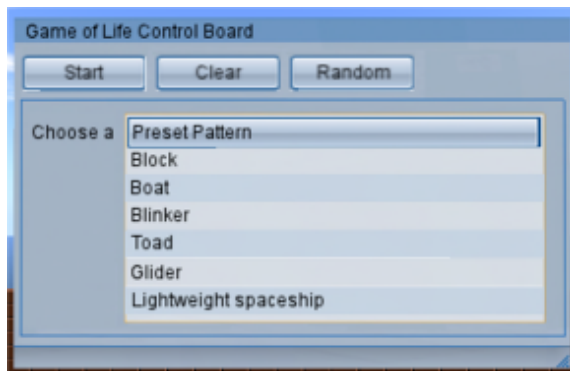 Game of Life Control Board
Start Clear Random
Choose a Preset Pattern
Block
Boat
Blinker
Toad
Glider
Lightweight spaceship